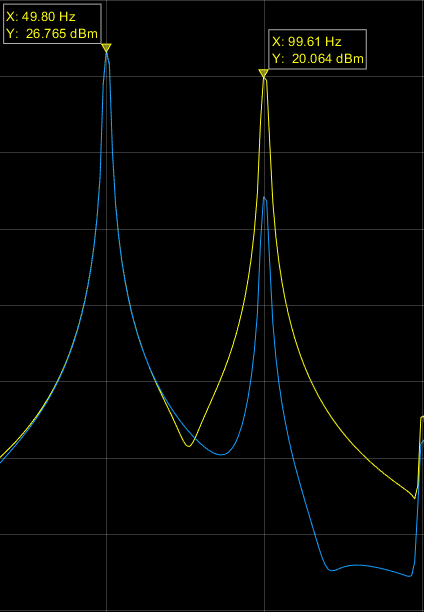 X: 49.80 Hz
Y: 26.765 dBm
X: 99.61 Hz
Y: 20.064 dBm